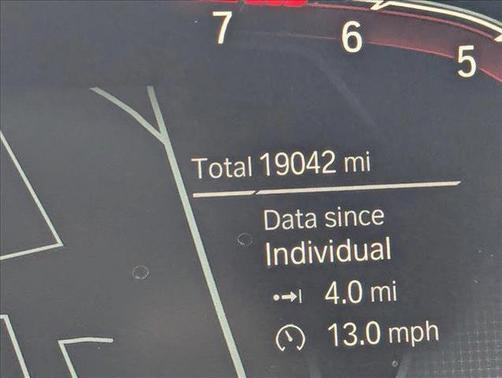 7 6 5
Total 19042 mi
Data since
Individual
4.0 mi
13.0 mph